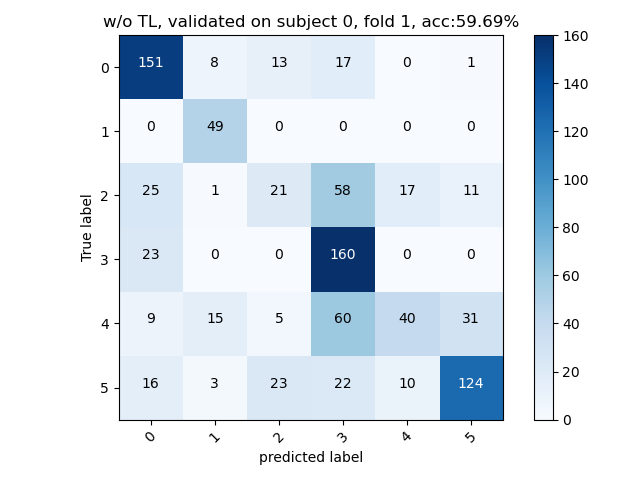 w/o TL, validated on subject 0, fold 1, acc:59.69%
0 151 8 13 17 0 1
1 0 49 0 0 0 0
2 25 1 21 58 17 11
3 23 0 0 160 0 0
4 9 15 5 60 40 31
5 16 3 23 22 10 124
0 1 2 3 4 5
predicted label
True label
160
140
120
100
80
60
40
20
0